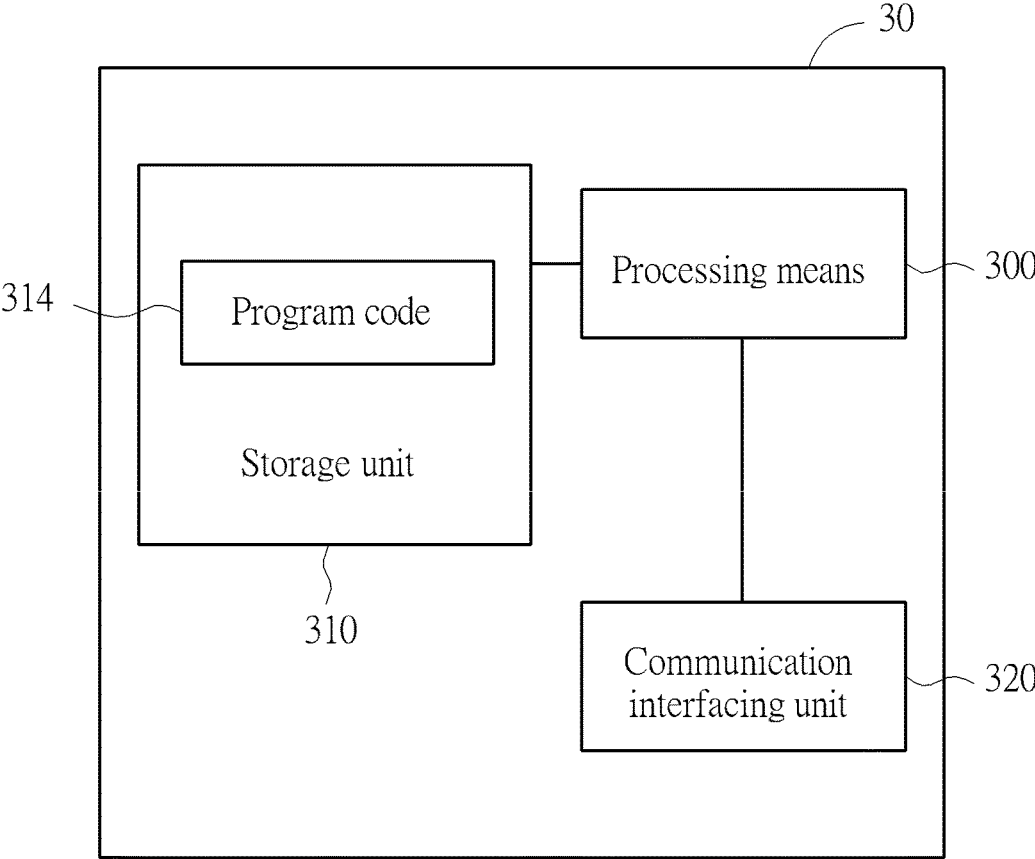 30
Processing means
300
314
Program code
Storage unit
310
Communication
interfacing unit
320